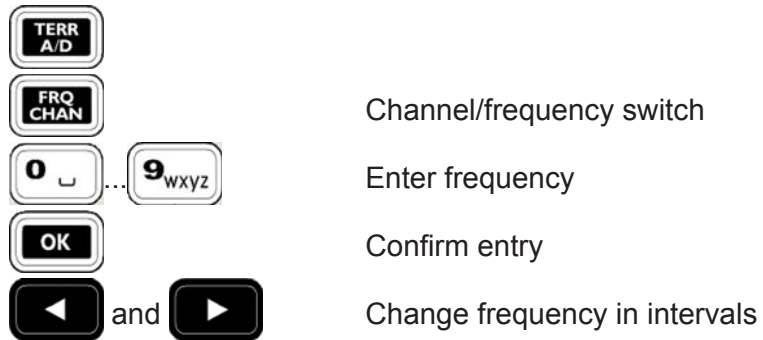 TERR
A/D
FRQ
CHAN Channel/frequency switch
0 ␣ ... 9wxyz Enter frequency
OK Confirm entry
◄ and ► Change frequency in intervals